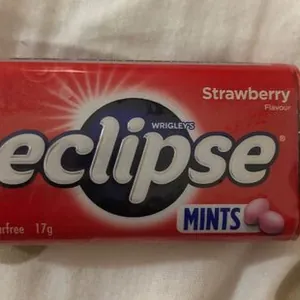 Strawberry
Flavour
WRIGLEY'S
eclipse®
MINTS
17g